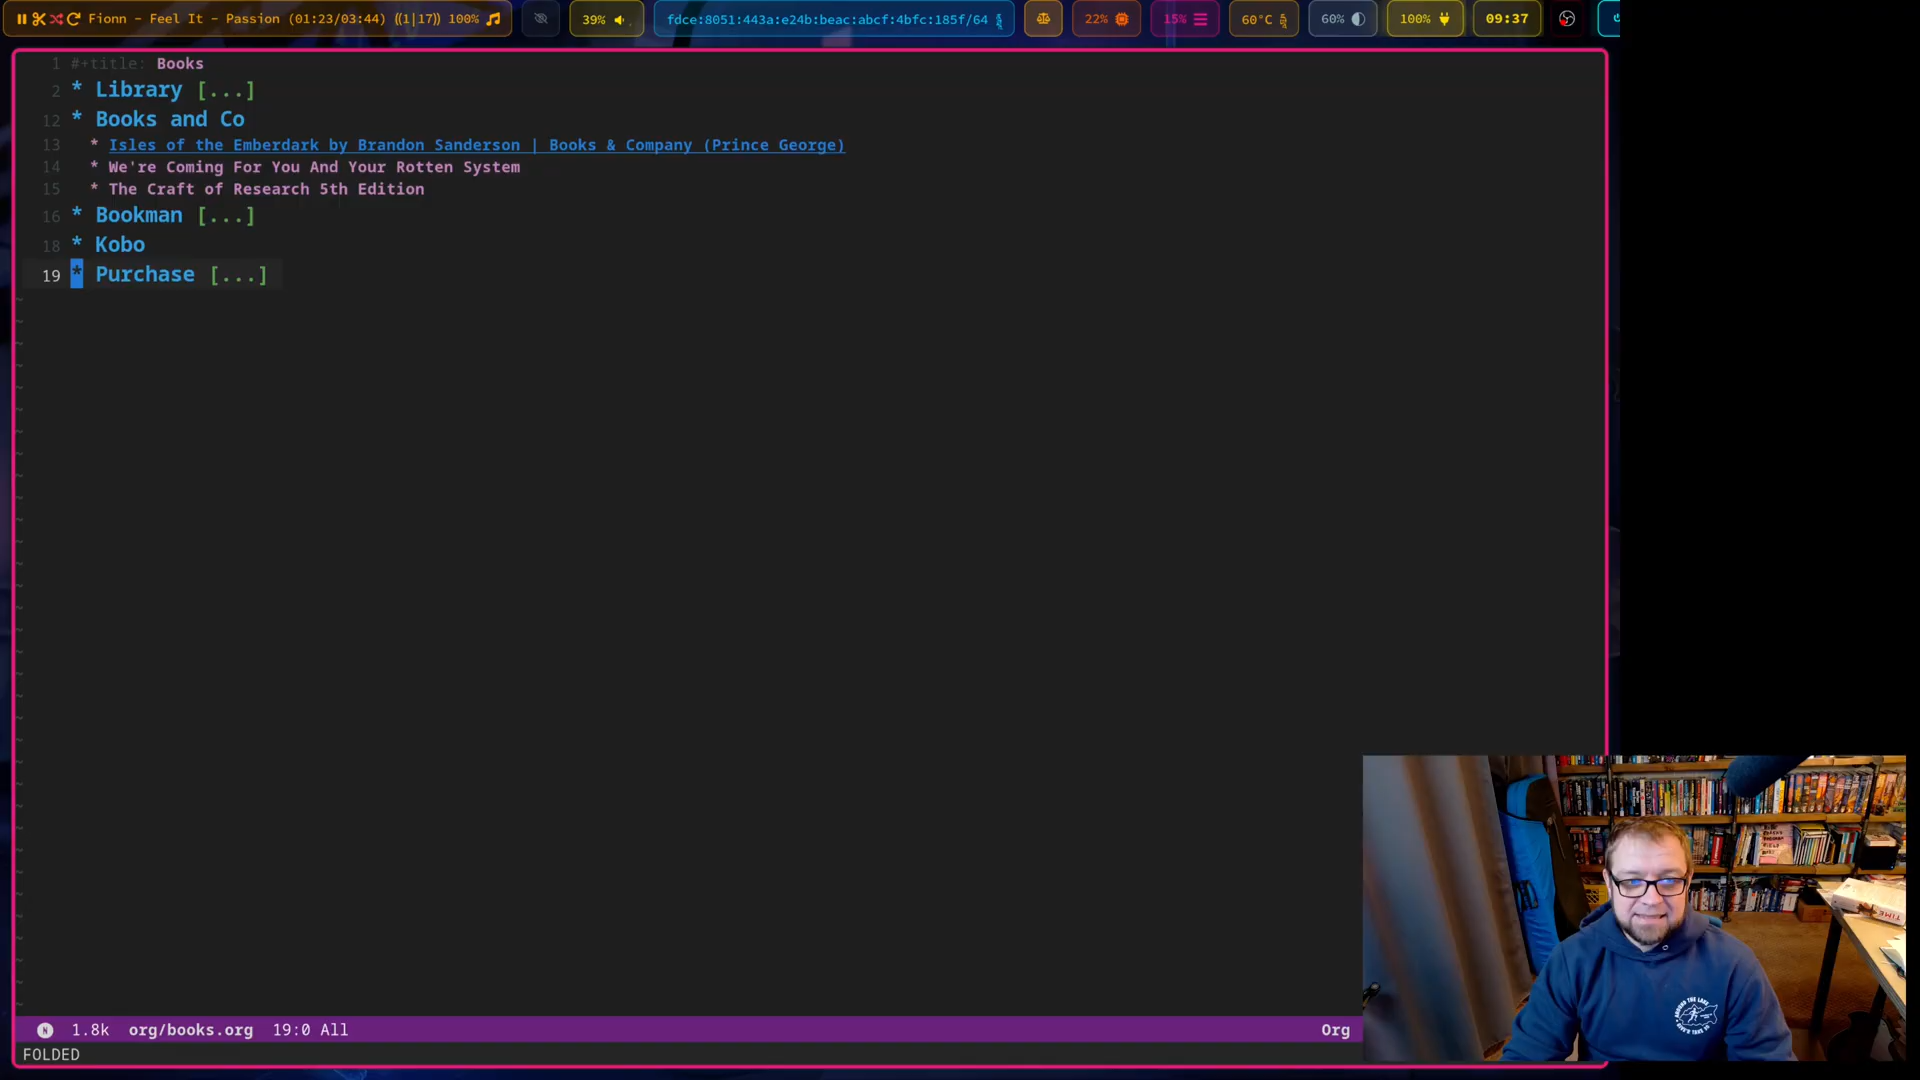 Fionn - Feel It - Passion (01:23/03:44) ((1|17) 100%
39%
fdce:8051:443a:e24b:beac:abcf:4bfc:185f/64
22%
15%
60°C
60%
100%
09:37
1 #+title: Books
2 * Library [...]
12 * Books and Co
13 * Isles of the Emberdark by Brandon Sanderson | Books & Company (Prince George)
14 * We're Coming For You And Your Rotten System
15 * The Craft of Research 5th Edition
16 * Bookman [...]
18 * Kobo
19 * Purchase [...]
N 1.8k org/books.org 19:0 All Org
FOLDED
TIME
AROUND THE LAKE